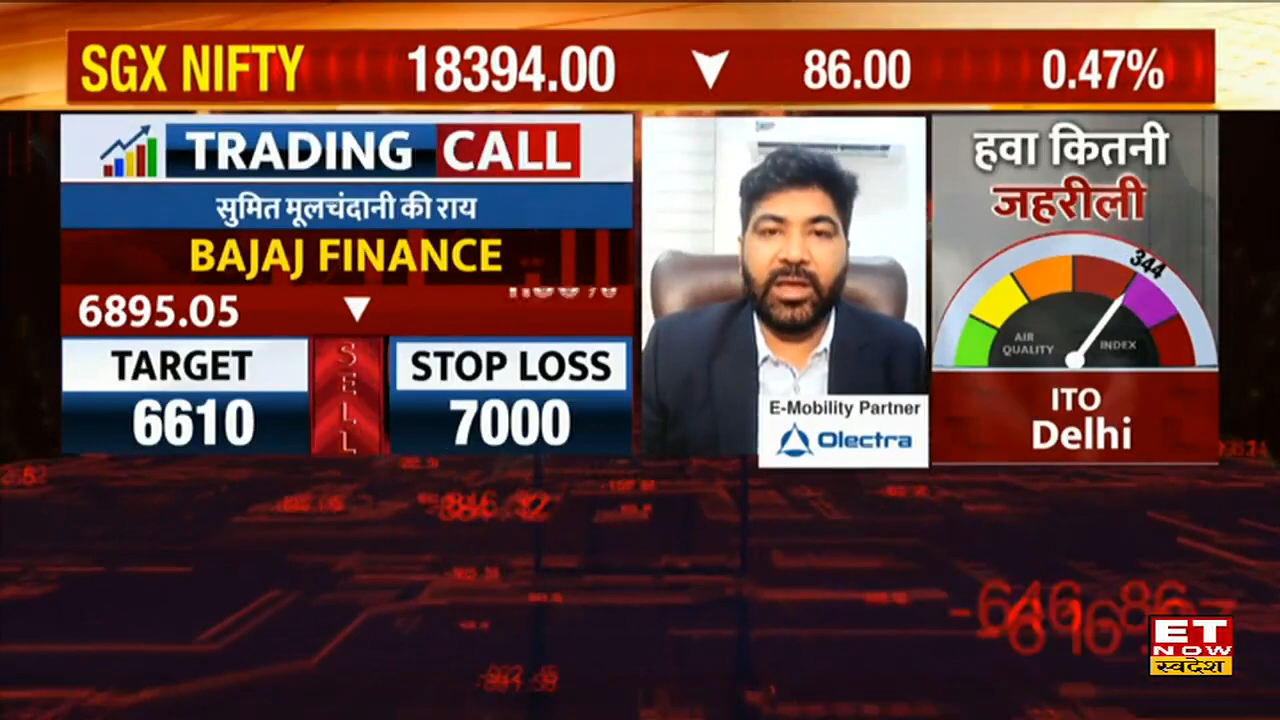 SGX NIFTY 18394.00 86.00 0.47%
TRADING CALL
सुमित मूलचंदानी की राय
BAJAJ FINANCE
6895.05
TARGET
6610
SELL
STOP LOSS
7000
E-Mobility Partner
Olectra
हवा कितनी
जहरीली
344
AIR QUALITY INDEX
ITO
Delhi
ET
NOW
स्वदेश